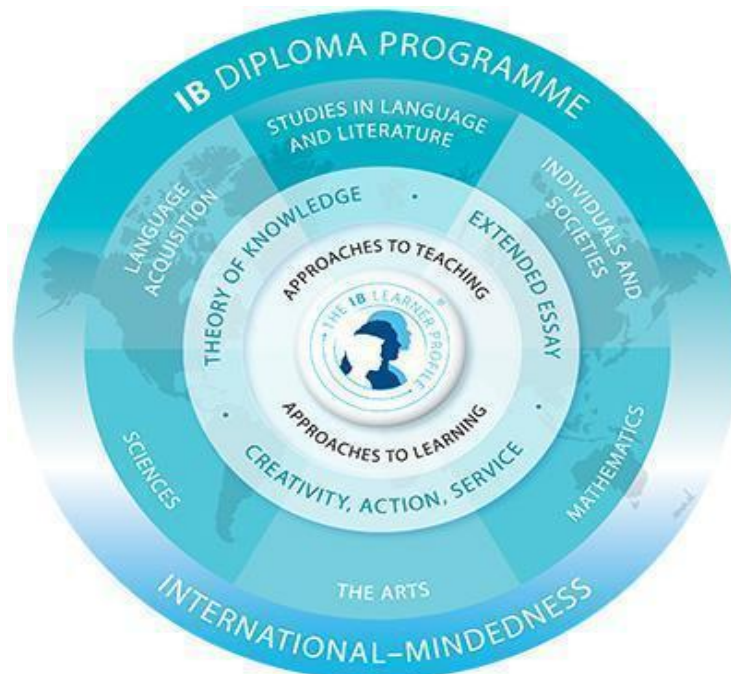 IB DIPLOMA PROGRAMME
STUDIES IN LANGUAGE
AND LITERATURE
LANGUAGE
ACQUISITION
INDIVIDUALS AND
SOCIETIES
THEORY OF KNOWLEDGE
EXTENDED ESSAY
APPROACHES TO TEACHING
THE IB LEARNER PROFILE
APPROACHES TO LEARNING
CREATIVITY, ACTION, SERVICE
SCIENCES
MATHEMATICS
THE ARTS
INTERNATIONAL–MINDEDNESS